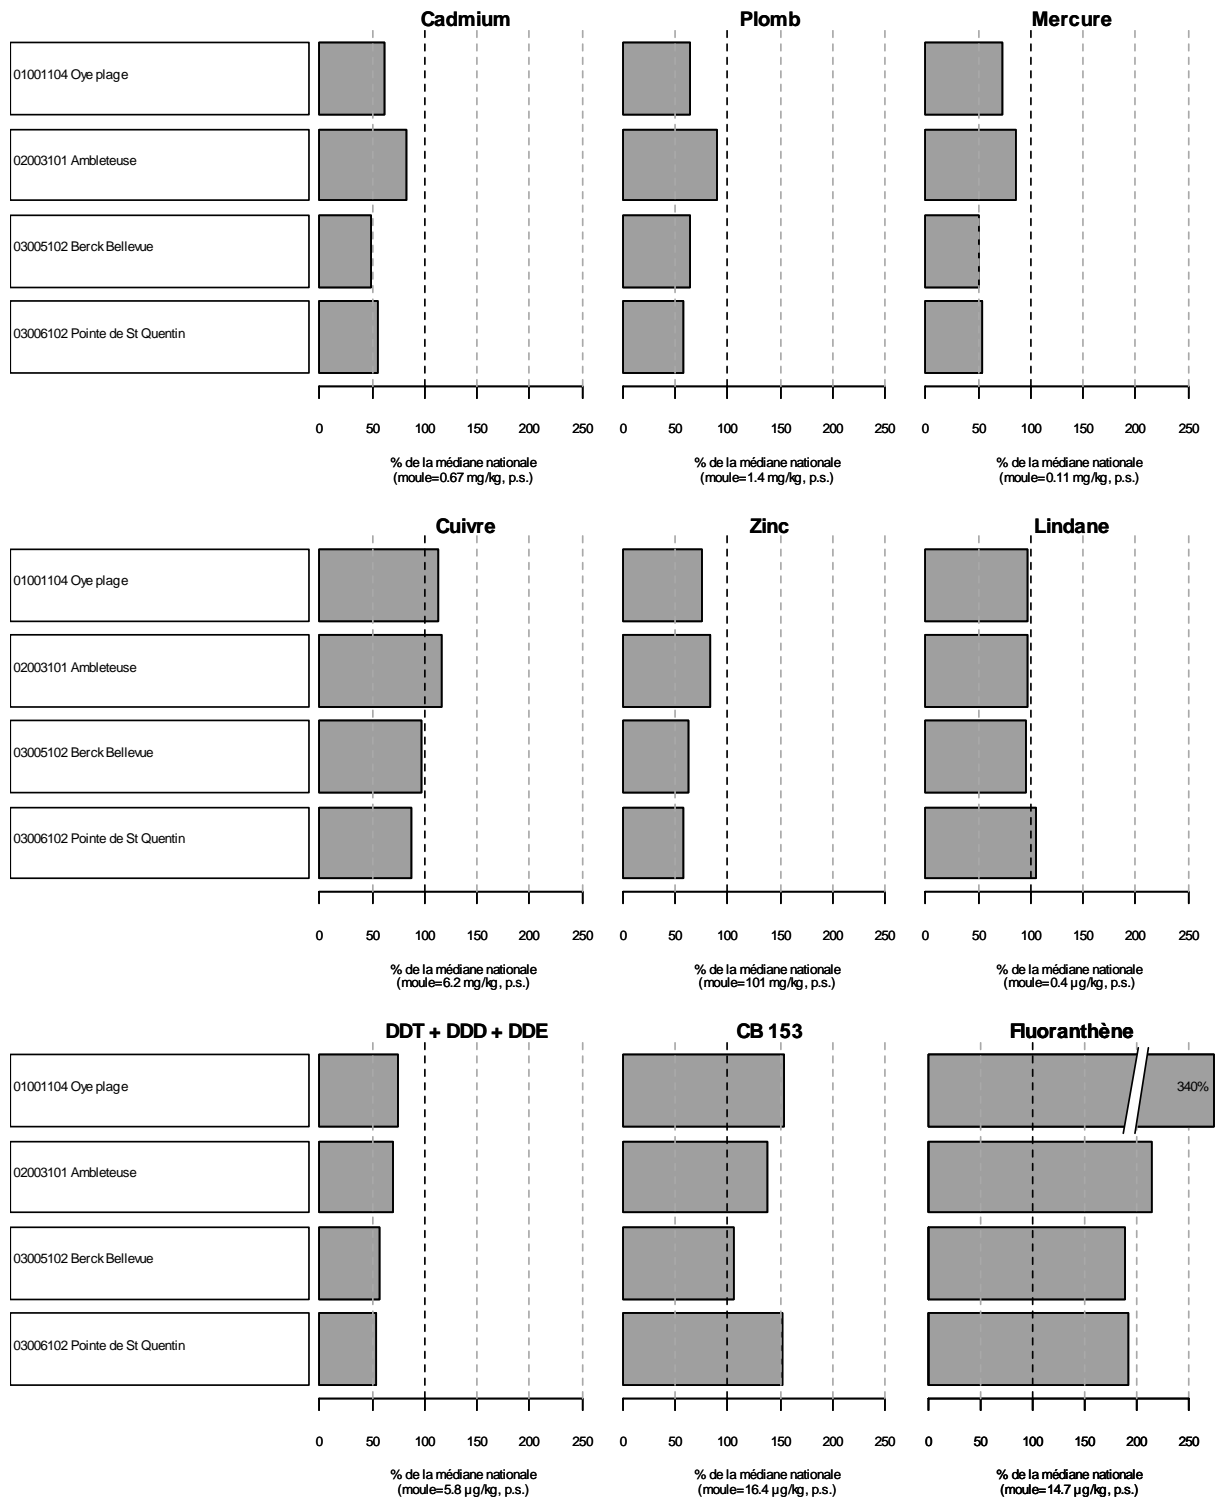 Cadmium Plomb Mercure
01001104 Oye plage
02003101 Ambleteuse
03005102 Berck Bellevue
03006102 Pointe de St Quentin
0 50 100 150 200 250 0 50 100 150 200 250 0 50 100 150 200 250
% de la médiane nationale % de la médiane nationale % de la médiane nationale
(moule=0.67 mg/kg, p.s.) (moule=1.4 mg/kg, p.s.) (moule=0.11 mg/kg, p.s.)
Cuivre Zinc Lindane
01001104 Oye plage
02003101 Ambleteuse
03005102 Berck Bellevue
03006102 Pointe de St Quentin
0 50 100 150 200 250 0 50 100 150 200 250 0 50 100 150 200 250
% de la médiane nationale % de la médiane nationale % de la médiane nationale
(moule=6.2 mg/kg, p.s.) (moule=101 mg/kg, p.s.) (moule=0.4 µg/kg, p.s.)
DDT + DDD + DDE CB 153 Fluoranthène
01001104 Oye plage 340%
02003101 Ambleteuse
03005102 Berck Bellevue
03006102 Pointe de St Quentin
0 50 100 150 200 250 0 50 100 150 200 250 0 50 100 150 200 250
% de la médiane nationale % de la médiane nationale % de la médiane nationale
(moule=5.8 µg/kg, p.s.) (moule=16.4 µg/kg, p.s.) (moule=14.7 µg/kg, p.s.)